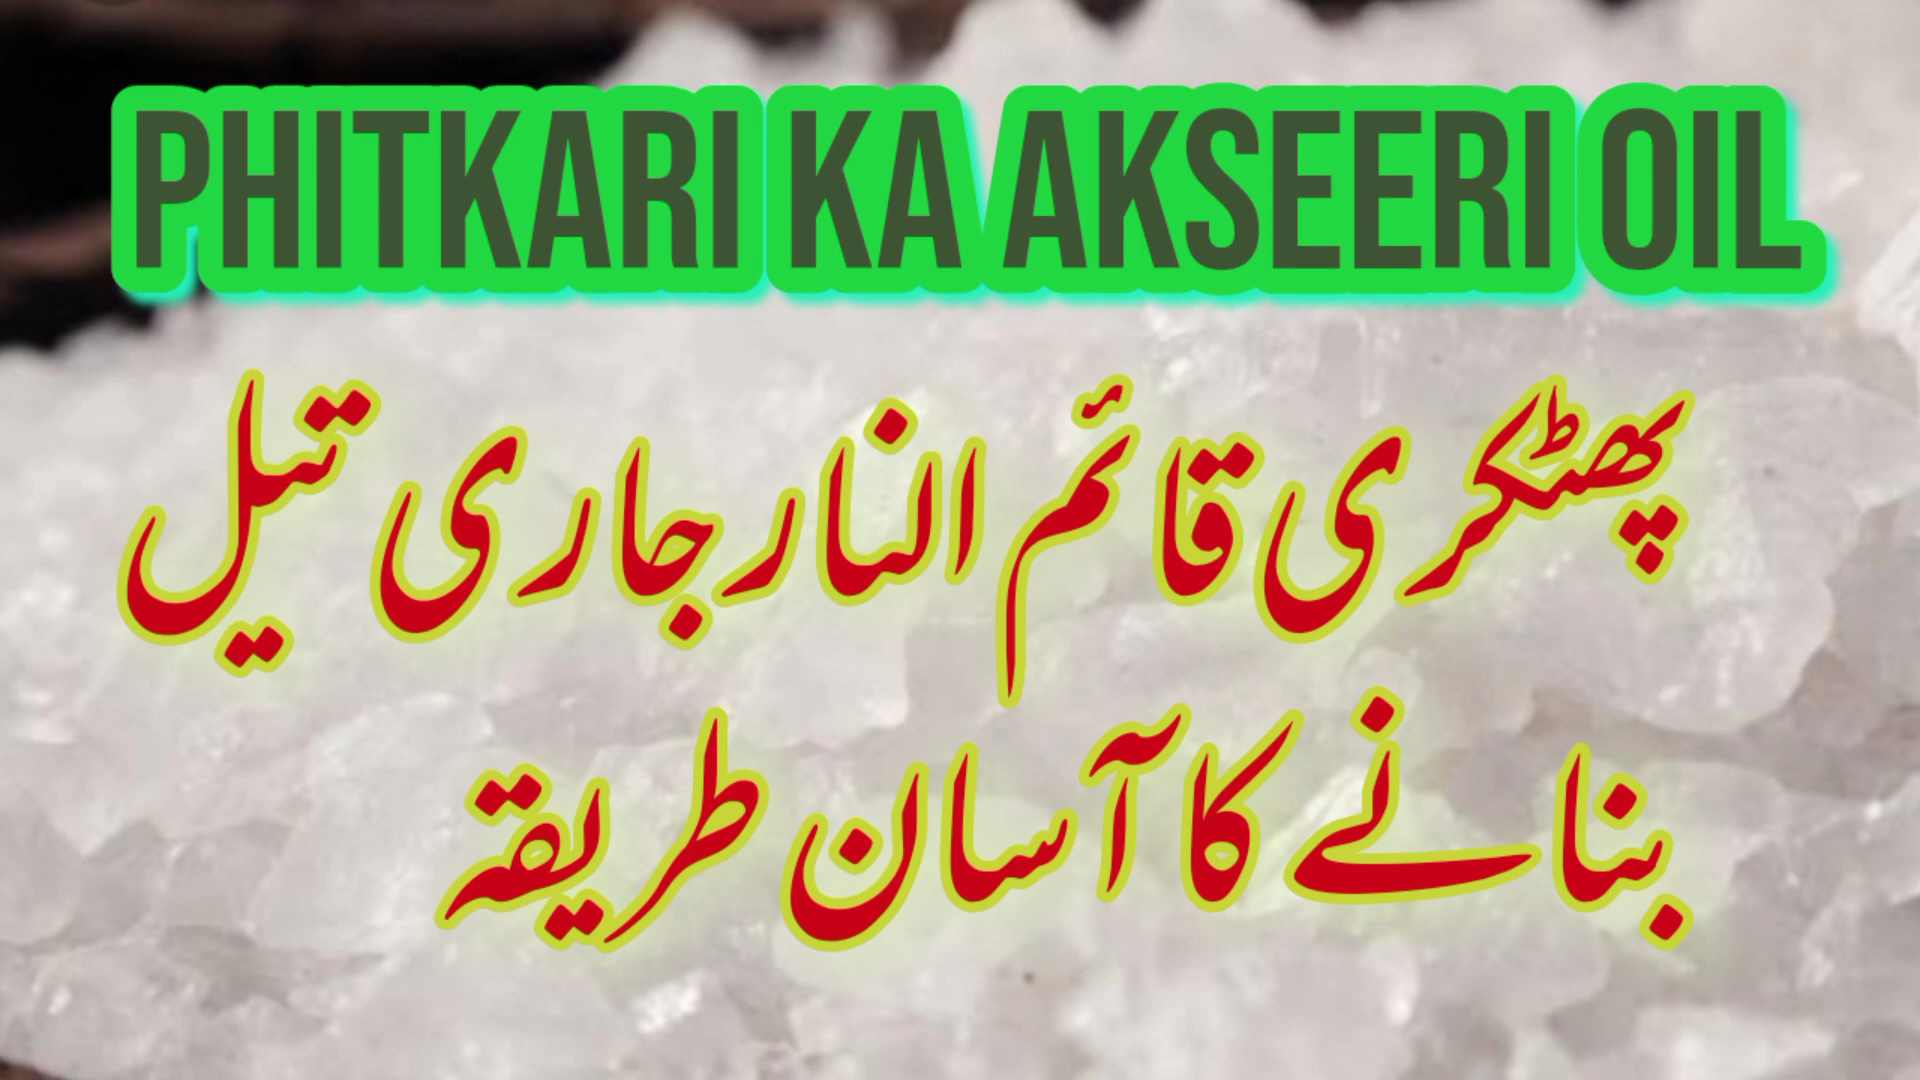 PHITKARI KA AKSEERI OIL
پھٹکری قائم النار جاری تیل
بنانے کا آسان طریقہ